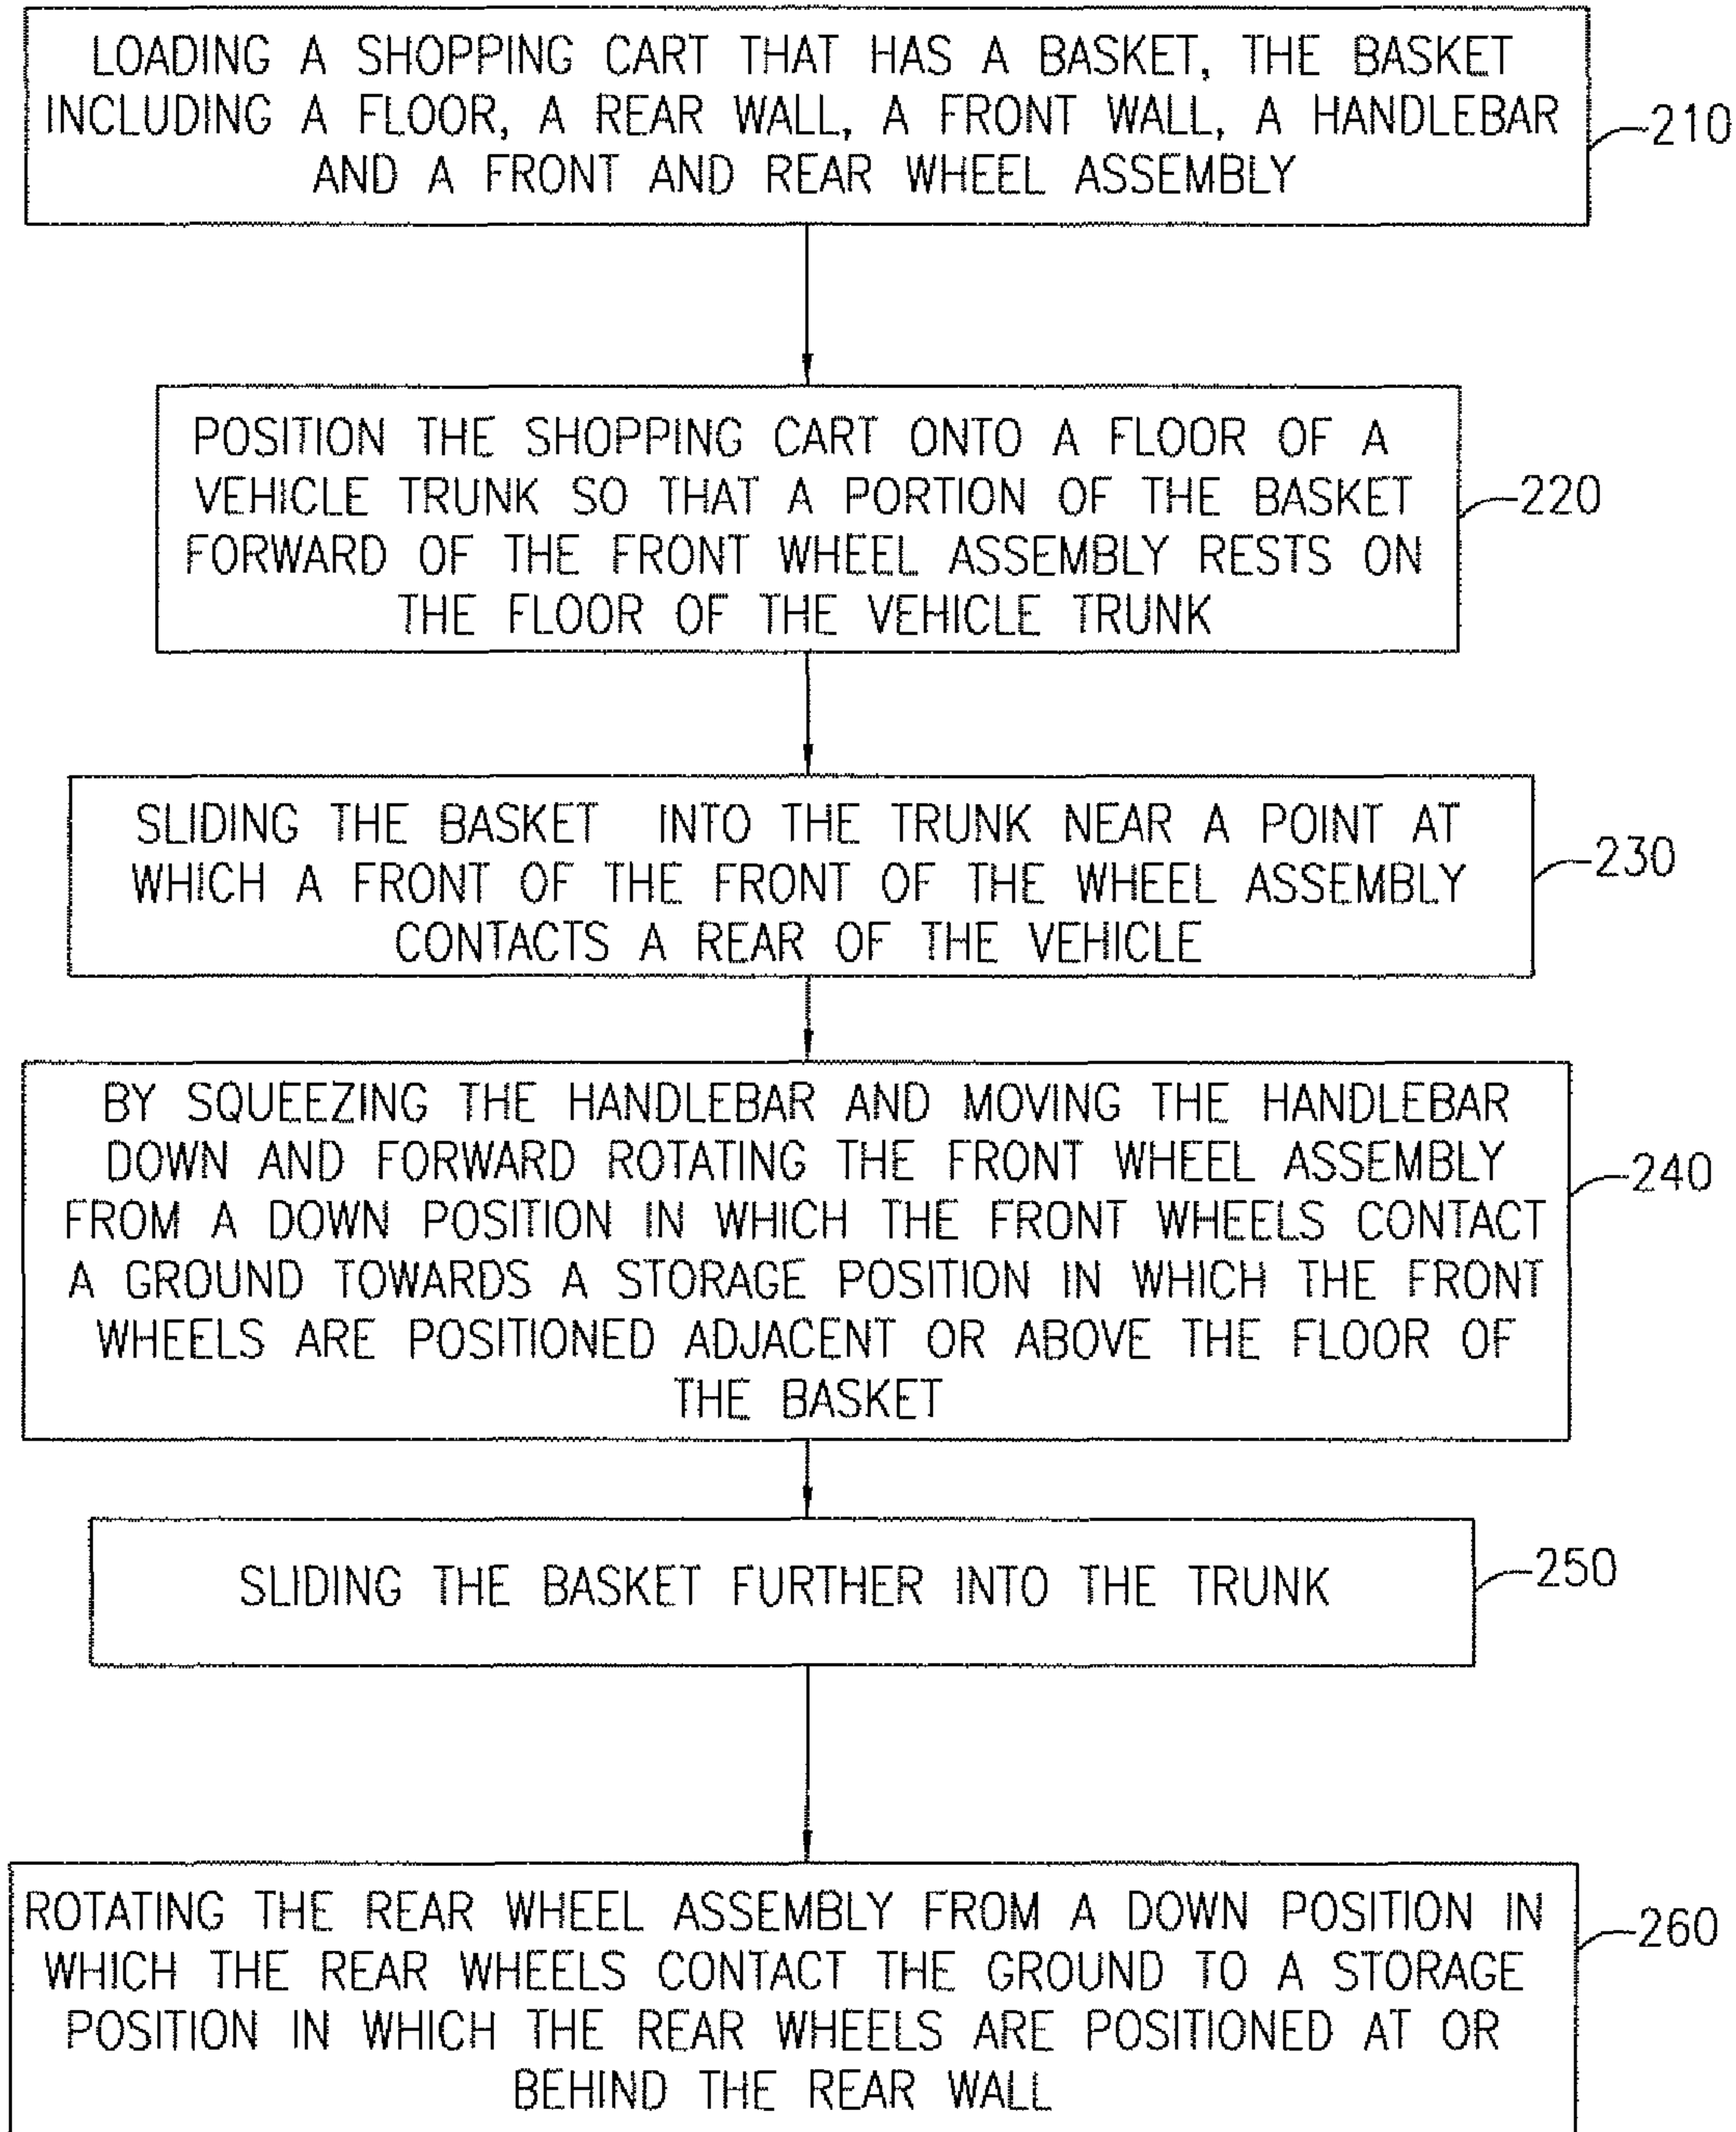 LOADING A SHOPPING CART THAT HAS A BASKET, THE BASKET
INCLUDING A FLOOR, A REAR WALL, A FRONT WALL, A HANDLEBAR
AND A FRONT AND REAR WHEEL ASSEMBLY
210
POSITION THE SHOPPING CART ONTO A FLOOR OF A
VEHICLE TRUNK SO THAT A PORTION OF THE BASKET
FORWARD OF THE FRONT WHEEL ASSEMBLY RESTS ON
THE FLOOR OF THE VEHICLE TRUNK
220
SLIDING THE BASKET INTO THE TRUNK NEAR A POINT AT
WHICH A FRONT OF THE FRONT OF THE WHEEL ASSEMBLY
CONTACTS A REAR OF THE VEHICLE
230
BY SQUEEZING THE HANDLEBAR AND MOVING THE HANDLEBAR
DOWN AND FORWARD ROTATING THE FRONT WHEEL ASSEMBLY
FROM A DOWN POSITION IN WHICH THE FRONT WHEELS CONTACT
A GROUND TOWARDS A STORAGE POSITION IN WHICH THE FRONT
WHEELS ARE POSITIONED ADJACENT OR ABOVE THE FLOOR OF
THE BASKET
240
SLIDING THE BASKET FURTHER INTO THE TRUNK
250
ROTATING THE REAR WHEEL ASSEMBLY FROM A DOWN POSITION IN
WHICH THE REAR WHEELS CONTACT THE GROUND TO A STORAGE
POSITION IN WHICH THE REAR WHEELS ARE POSITIONED AT OR
BEHIND THE REAR WALL
260